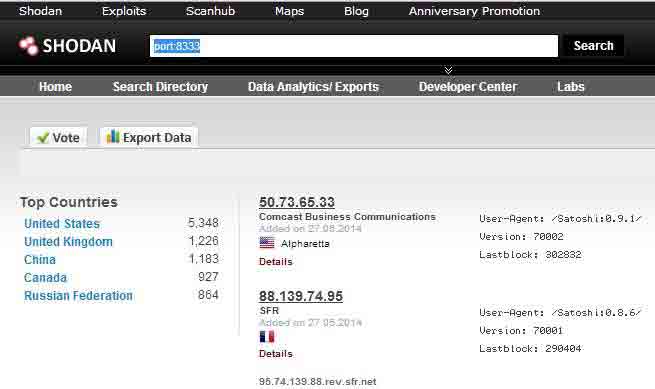 Shodan Exploits Scanhub Maps Blog Anniversary Promotion
SHODAN port:8333 Search
Home Search Directory Data Analytics/ Exports Developer Center Labs
Vote Export Data
Top Countries
United States 5,348
United Kingdom 1,226
China 1,183
Canada 927
Russian Federation 864
50.73.65.33
Comcast Business Communications
Added on 27.05.2014
Alpharetta
Details
User-Agent: /Satoshi:0.9.1/
Version: 70002
Lastblock: 302832
88.139.74.95
SFR
Added on 27.05.2014
Details
User-Agent: /Satoshi:0.8.6/
Version: 70001
Lastblock: 290404
95.74.139.88.rev.sfr.net